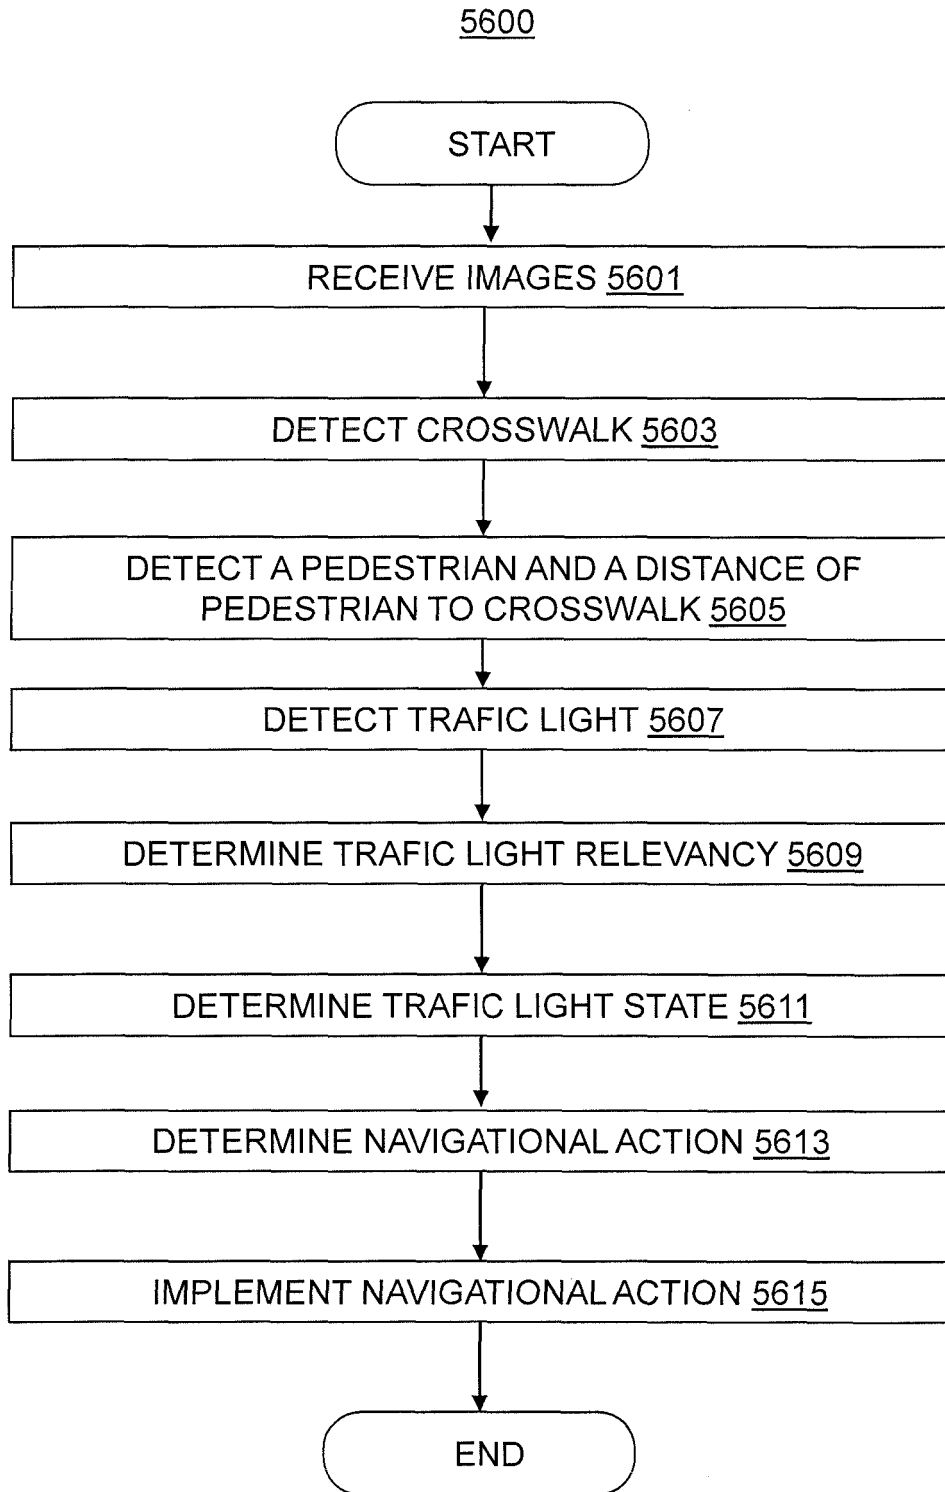 5600
START
RECEIVE IMAGES 5601
DETECT CROSSWALK 5603
DETECT A PEDESTRIAN AND A DISTANCE OF
PEDESTRIAN TO CROSSWALK 5605
DETECT TRAFIC LIGHT 5607
DETERMINE TRAFIC LIGHT RELEVANCY 5609
DETERMINE TRAFIC LIGHT STATE 5611
DETERMINE NAVIGATIONAL ACTION 5613
IMPLEMENT NAVIGATIONAL ACTION 5615
END